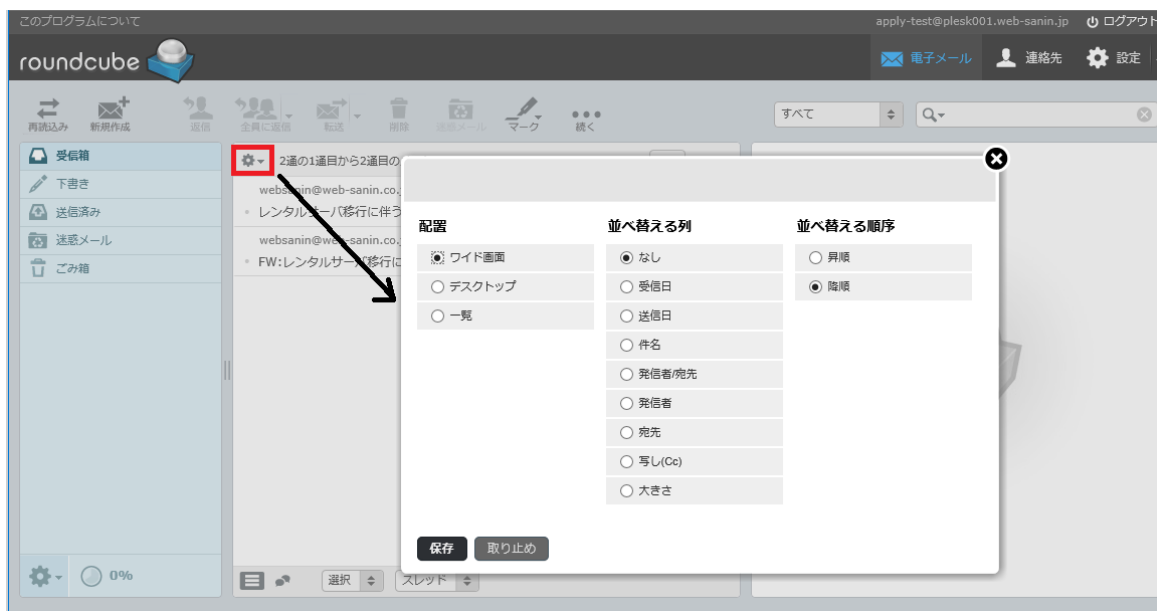 このプログラムについて
apply-test@plesk001.web-sanin.jp ログアウト
roundcube
電子メール 連絡先 設定
再読込み 新規作成 返信 全員に返信 転送 削除 迷惑メール マーク 続く
すべて
受信箱
下書き
送信済み
迷惑メール
ごみ箱
2通の1通目から2通目の
websanin@web-sanin.co.
レンタルサーバ移行に伴う
websanin@web-sanin.co.
FW:レンタルサーバ移行に
配置
ワイド画面
デスクトップ
一覧
並べ替える列
なし
受信日
送信日
件名
発信者/宛先
発信者
宛先
写し(Cc)
大きさ
並べ替える順序
昇順
降順
保存 取り止め
0%
選択 スレッド